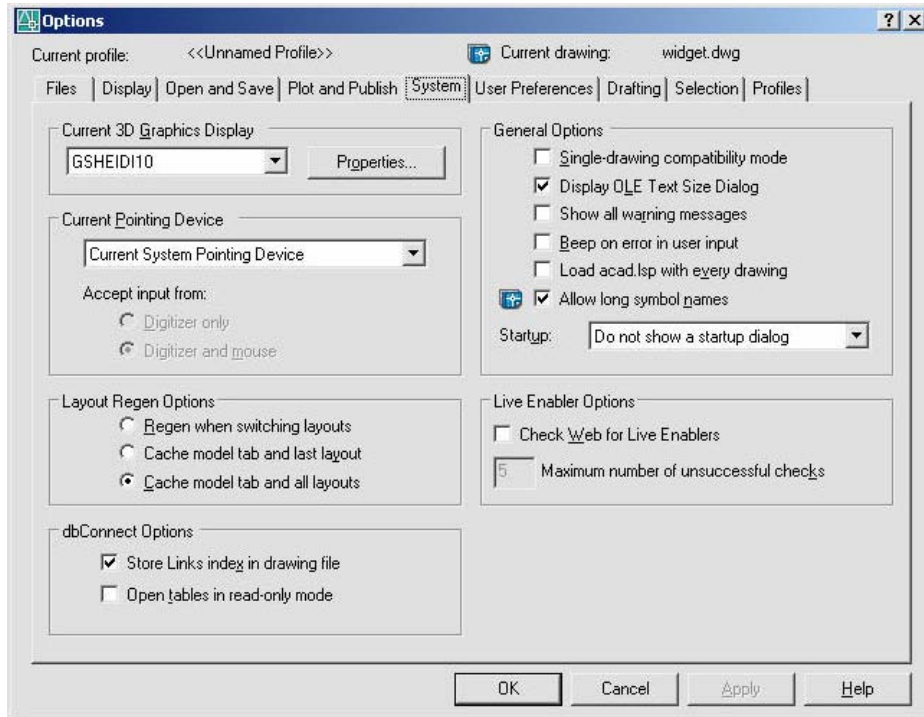 Options
Current profile: <<Unnamed Profile>> Current drawing: widget.dwg
Files Display Open and Save Plot and Publish System User Preferences Drafting Selection Profiles
Current 3D Graphics Display
GSHEIDI10 Properties...
Current Pointing Device
Current System Pointing Device
Accept input from:
Digitizer only
Digitizer and mouse
Layout Regen Options
Regen when switching layouts
Cache model tab and last layout
Cache model tab and all layouts
dbConnect Options
Store Links index in drawing file
Open tables in read-only mode
General Options
Single-drawing compatibility mode
Display OLE Text Size Dialog
Show all warning messages
Beep on error in user input
Load acad.lsp with every drawing
Allow long symbol names
Startup: Do not show a startup dialog
Live Enabler Options
Check Web for Live Enablers
5 Maximum number of unsuccessful checks
OK Cancel Apply Help